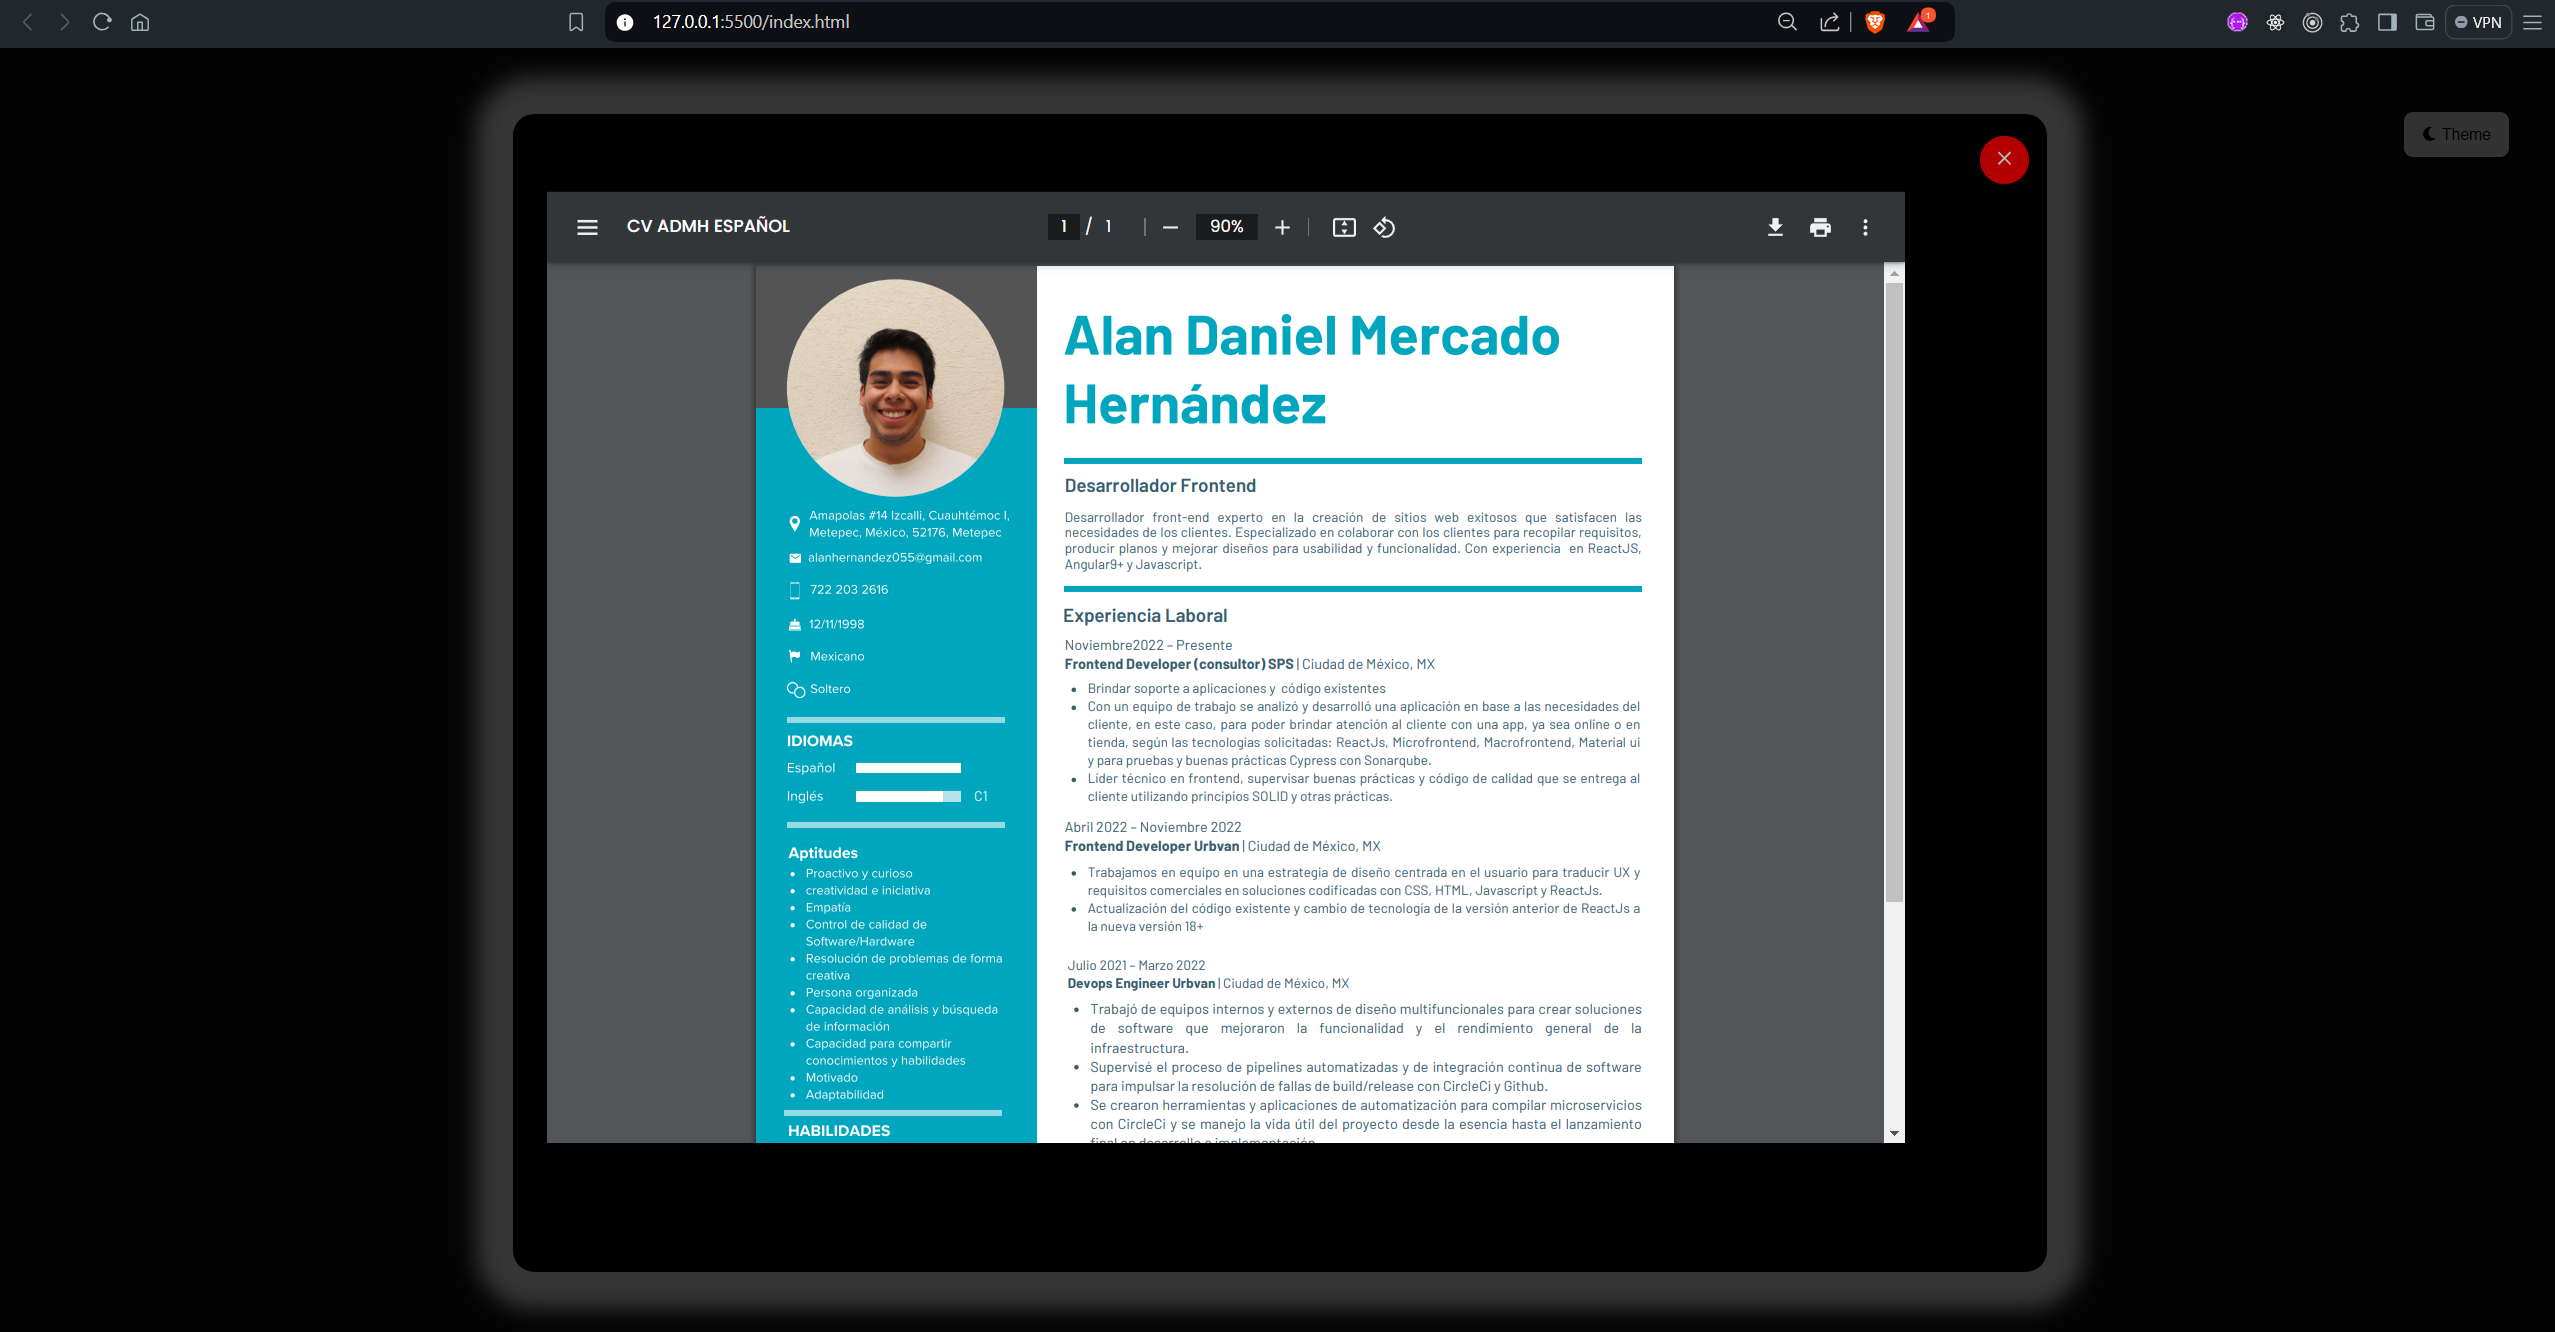 127.0.0.1:5500/index.html
1
VPN
Theme
CV ADMH ESPAÑOL
1 / 1
90%
Amapolas #14 Izcalli, Cuauhtémoc I,
Metepec, México, 52176, Metepec
alanhernandez055@gmail.com
722 203 2616
12/11/1998
Mexicano
Soltero
IDIOMAS
Español
Inglés C1
Aptitudes
• Proactivo y curioso
• creatividad e iniciativa
• Empatía
• Control de calidad de
Software/Hardware
• Resolución de problemas de forma
creativa
• Persona organizada
• Capacidad de análisis y búsqueda
de información
• Capacidad para compartir
conocimientos y habilidades
• Motivado
• Adaptabilidad
HABILIDADES
Alan Daniel Mercado
Hernández
Desarrollador Frontend
Desarrollador front-end experto en la creación de sitios web exitosos que satisfacen las
necesidades de los clientes. Especializado en colaborar con los clientes para recopilar requisitos,
producir planos y mejorar diseños para usabilidad y funcionalidad. Con experiencia en ReactJS,
Angular9+ y Javascript.
Experiencia Laboral
Noviembre2022 – Presente
Frontend Developer (consultor) SPS | Ciudad de México, MX
• Brindar soporte a aplicaciones y código existentes
• Con un equipo de trabajo se analizó y desarrolló una aplicación en base a las necesidades del
cliente, en este caso, para poder brindar atención al cliente con una app, ya sea online o en
tienda, según las tecnologías solicitadas: ReactJs, Microfrontend, Macrofrontend, Material ui
y para pruebas y buenas prácticas Cypress con Sonarqube.
• Líder técnico en frontend, supervisar buenas prácticas y código de calidad que se entrega al
cliente utilizando principios SOLID y otras prácticas.
Abril 2022 – Noviembre 2022
Frontend Developer Urbvan | Ciudad de México, MX
• Trabajamos en equipo en una estrategia de diseño centrada en el usuario para traducir UX y
requisitos comerciales en soluciones codificadas con CSS, HTML, Javascript y ReactJs.
• Actualización del código existente y cambio de tecnología de la versión anterior de ReactJs a
la nueva versión 18+
Julio 2021 – Marzo 2022
Devops Engineer Urbvan | Ciudad de México, MX
• Trabajó de equipos internos y externos de diseño multifuncionales para crear soluciones
de software que mejoraron la funcionalidad y el rendimiento general de la
infraestructura.
• Supervisé el proceso de pipelines automatizadas y de integración continua de software
para impulsar la resolución de fallas de build/release con CircleCi y Github.
• Se crearon herramientas y aplicaciones de automatización para compilar microservicios
con CircleCi y se manejo la vida útil del proyecto desde la esencia hasta el lanzamiento